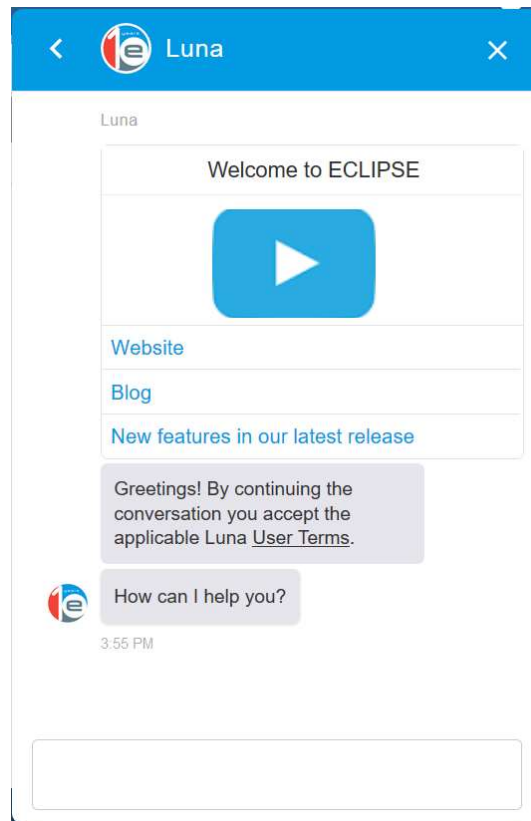 Luna
Luna
Welcome to ECLIPSE
Website
Blog
New features in our latest release
Greetings! By continuing the
conversation you accept the
applicable Luna User Terms.
How can I help you?
3:55 PM